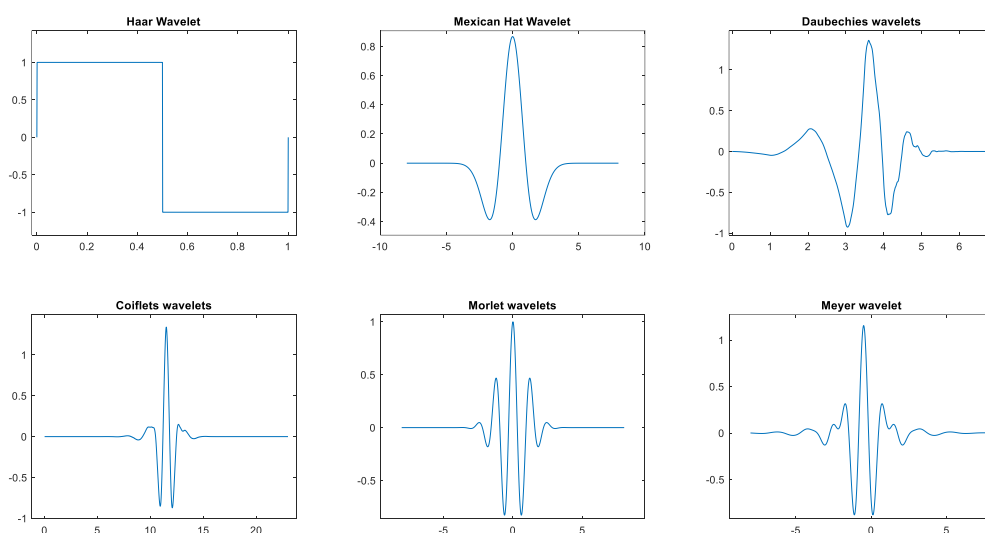 Haar Wavelet
1
0.5
0
-0.5
-1
0 0.2 0.4 0.6 0.8 1
Mexican Hat Wavelet
0.8
0.6
0.4
0.2
0
-0.2
-0.4
-10 -5 0 5 10
Daubechies wavelets
1
0.5
0
-0.5
-1
0 1 2 3 4 5 6
Coiflets wavelets
1
0.5
0
-0.5
-1
0 5 10 15 20
Morlet wavelets
1
0.5
0
-0.5
-5 0 5
Meyer wavelet
1
0.5
0
-0.5
-5 0 5